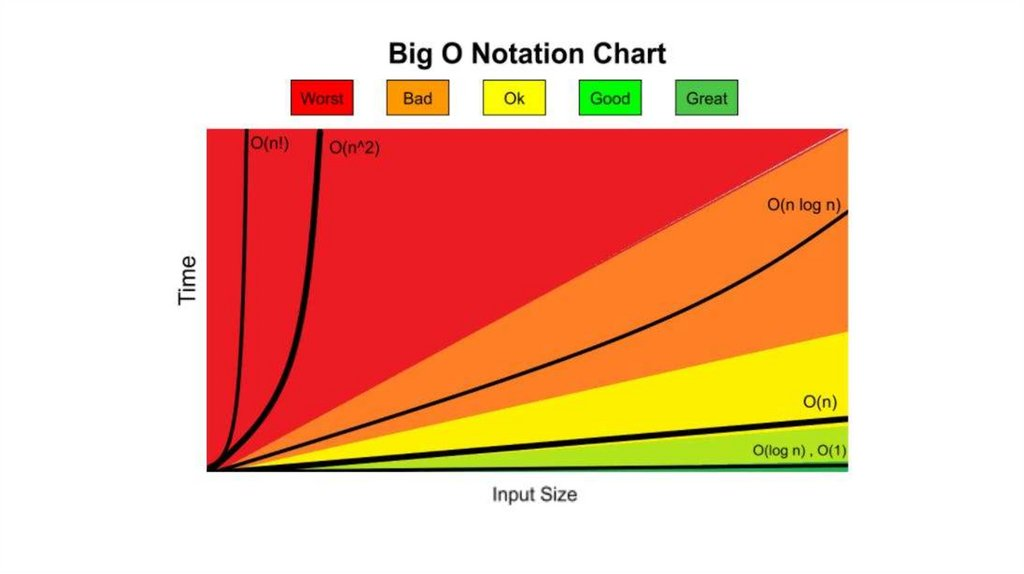 Big O Notation Chart
Worst Bad Ok Good Great
O(n!) O(n^2)
O(n log n)
Time
O(n)
O(log n) , O(1)
Input Size